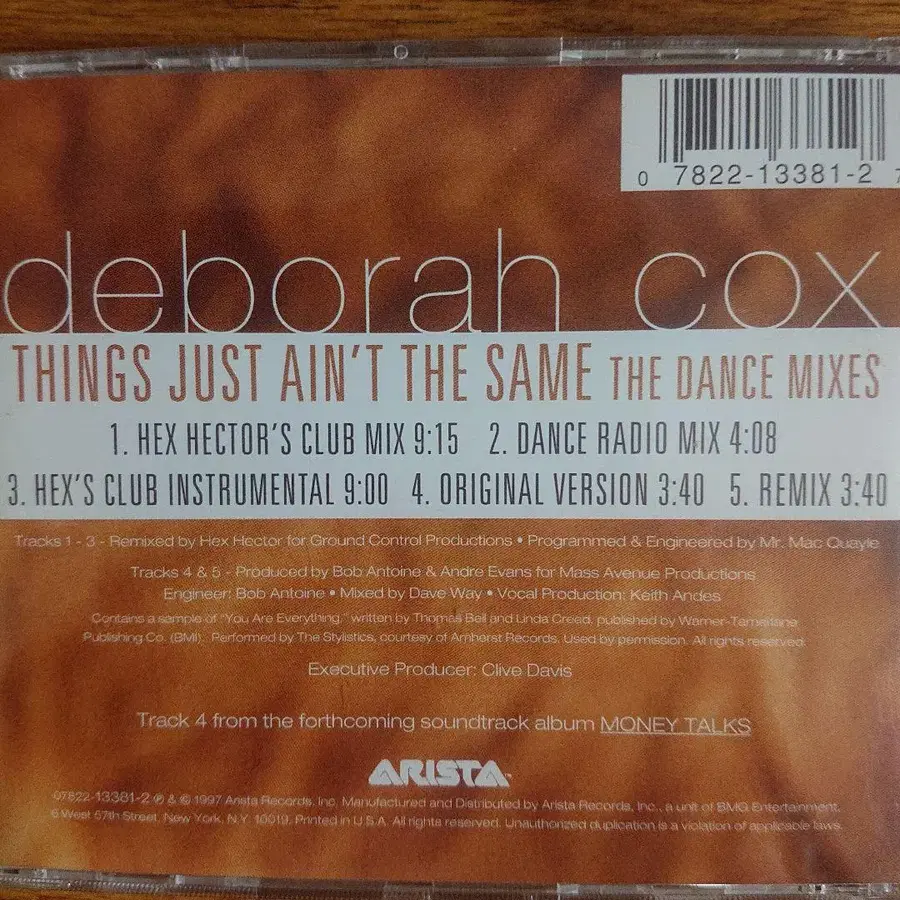 0 7822-13381-2 7
deborah cox
THINGS JUST AIN'T THE SAME THE DANCE MIXES
1. HEX HECTOR'S CLUB MIX 9:15 2. DANCE RADIO MIX 4:08
3. HEX'S CLUB INSTRUMENTAL 9:00 4. ORIGINAL VERSION 3:40 5. REMIX 3:40
Tracks 1 - 3 - Remixed by Hex Hector for Ground Control Productions • Programmed & Engineered by Mr. Mac Quayle
Tracks 4 & 5 - Produced by Bob Antoine & Andre Evans for Mass Avenue Productions
Engineer: Bob Antoine • Mixed by Dave Way • Vocal Production: Keith Andes
Contains a sample of "You Are Everything," written by Thomas Bell and Linda Creed, published by Warner-Tamerlane
Publishing Co. (BMI). Performed by The Stylistics, courtesy of Amherst Records. Used by permission. All rights reserved.
Executive Producer: Clive Davis
Track 4 from the forthcoming soundtrack album MONEY TALKS
ARISTA
07822-13381-2 ℗ & © 1997 Arista Records, Inc. Manufactured and Distributed by Arista Records, Inc., a unit of BMG Entertainment,
6 West 57th Street, New York, N.Y. 10019. Printed in U.S.A. All rights reserved. Unauthorized duplication is a violation of applicable laws.